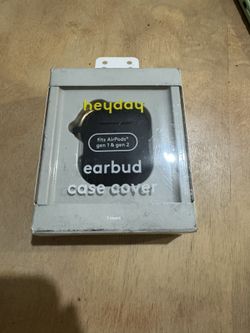 heyday
fits AirPods®
gen 1 & gen 2
earbud
case cover